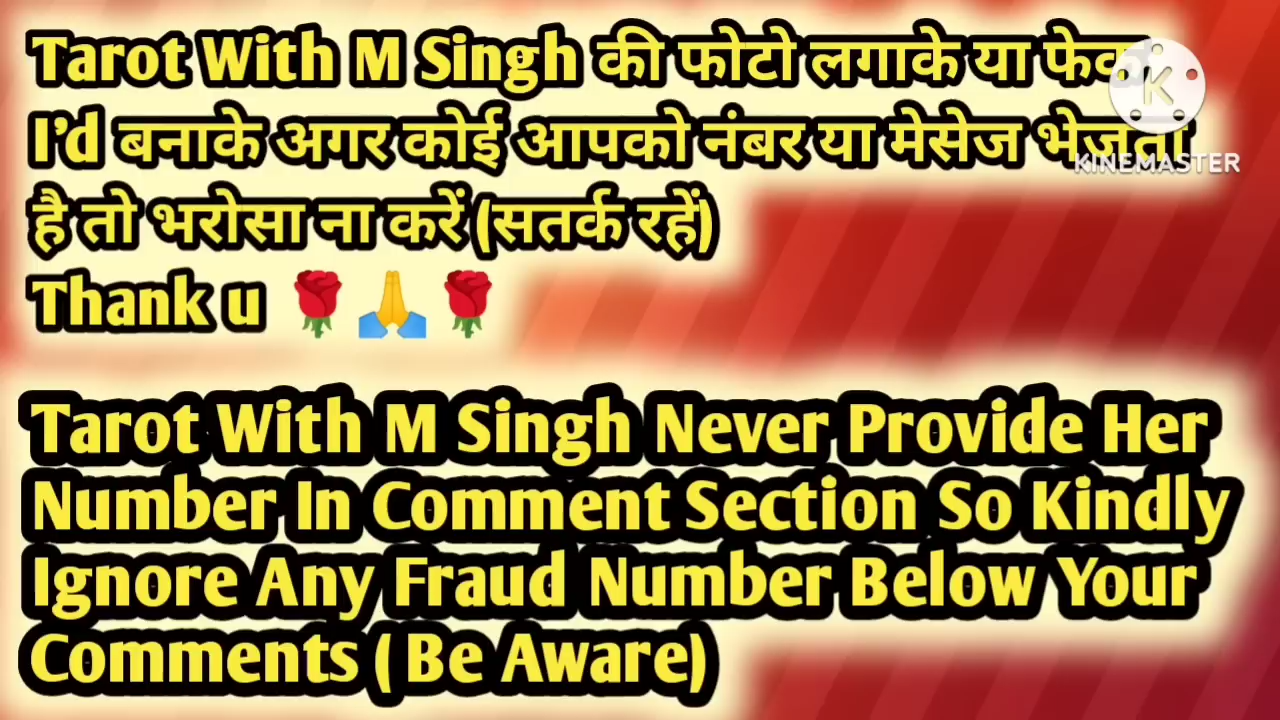 Tarot With M Singh की फोटो लगाके या
I'd बनाके अगर कोई आपको नंबर या मेसेज भेजता
है तो भरोसा ना करें (सतर्क रहें)
Thank u 🌹🙏🌹
Tarot With M Singh Never Provide Her
Number In Comment Section So Kindly
Ignore Any Fraud Number Below Your
Comments ( Be Aware)
K
KINEMASTER